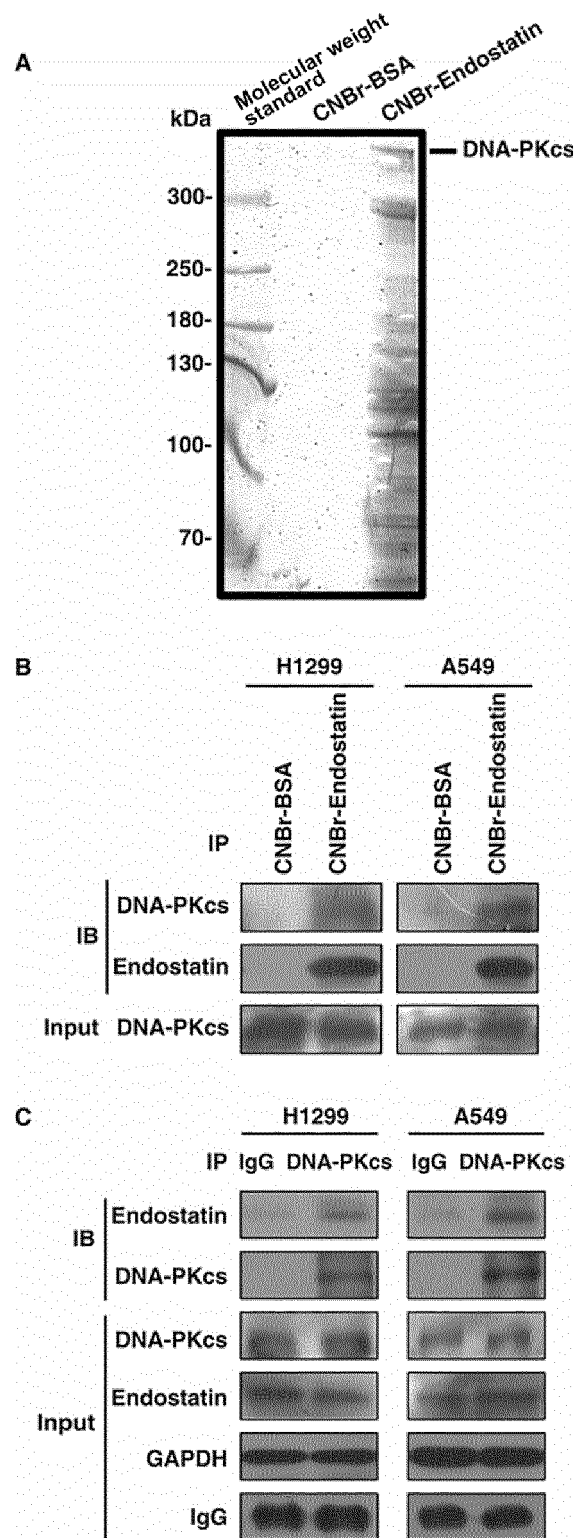 A
Molecular weight
standard
CNBr-BSA
CNBr-Endostatin
kDa
DNA-PKcs
300-
250-
180-
130-
100-
70-
B
H1299 A549
IP CNBr-BSA CNBr-Endostatin CNBr-BSA CNBr-Endostatin
IB
DNA-PKcs
Endostatin
Input DNA-PKcs
C
H1299 A549
IP IgG DNA-PKcs IgG DNA-PKcs
IB
Endostatin
DNA-PKcs
Input
DNA-PKcs
Endostatin
GAPDH
IgG